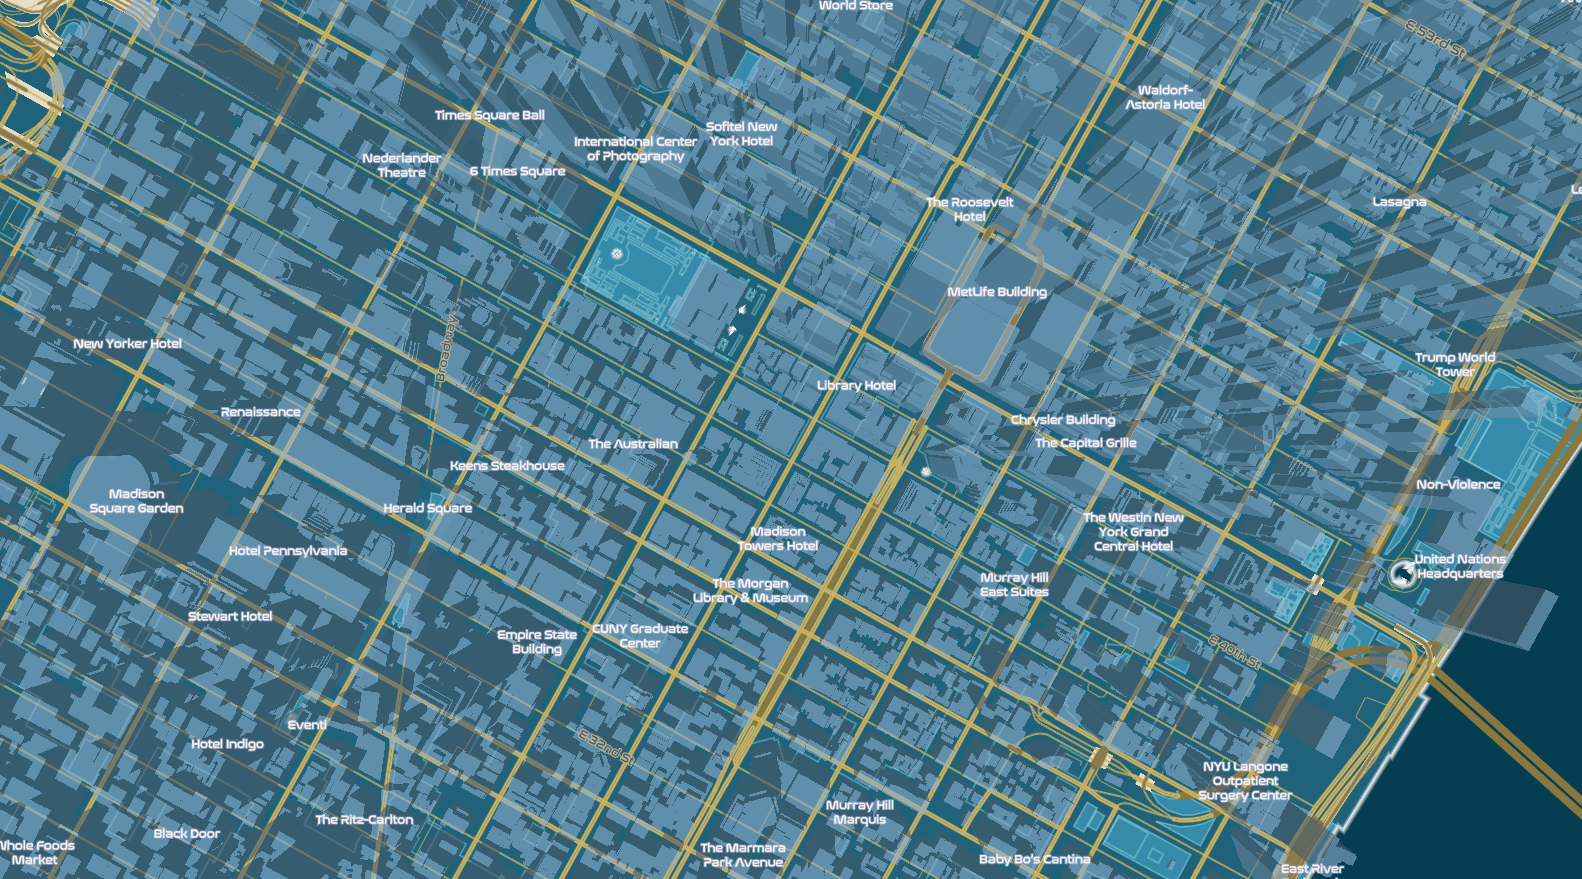 World Store
E 53rd St
Waldorf-
Astoria Hotel
Times Square Ball
Sofitel New
York Hotel
International Center
of Photography
Nederlander
Theatre
6 Times Square
The Roosevelt
Hotel
Lasagna
MetLife Building
Broadway
New Yorker Hotel
Trump World
Tower
Library Hotel
Renaissance
Chrysler Building
The Capital Grille
The Australian
Keens Steakhouse
Non-Violence
Madison
Square Garden
Herald Square
The Westin New
York Grand
Central Hotel
Madison
Towers Hotel
Hotel Pennsylvania
United Nations
Headquarters
Murray Hill
East Suites
The Morgan
Library & Museum
Stewart Hotel
Empire State
Building
CUNY Graduate
Center
E 40th St
Eventi
Hotel Indigo
E 32nd St
NYU Langone
Outpatient
Surgery Center
Murray Hill
Marquis
The Ritz-Carlton
Black Door
Whole Foods
Market
The Marmara
Park Avenue
Baby Bo's Cantina
East River